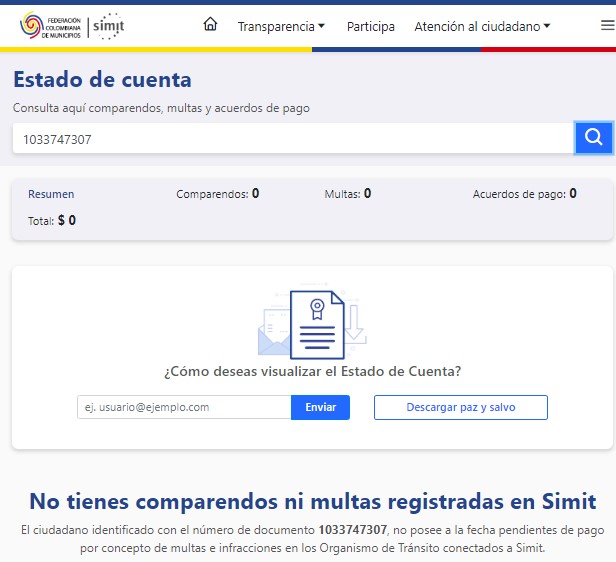 FEDERACIÓN
COLOMBIANA
DE MUNICIPIOS
simit
Transparencia
Participa
Atención al ciudadano
Estado de cuenta
Consulta aquí comparendos, multas y acuerdos de pago
1033747307
Resumen Comparendos: 0 Multas: 0 Acuerdos de pago: 0
Total: $ 0
¿Cómo deseas visualizar el Estado de Cuenta?
ej. usuario@ejemplo.com Enviar Descargar paz y salvo
No tienes comparendos ni multas registradas en Simit
El ciudadano identificado con el número de documento 1033747307, no posee a la fecha pendientes de pago
por concepto de multas e infracciones en los Organismo de Tránsito conectados a Simit.